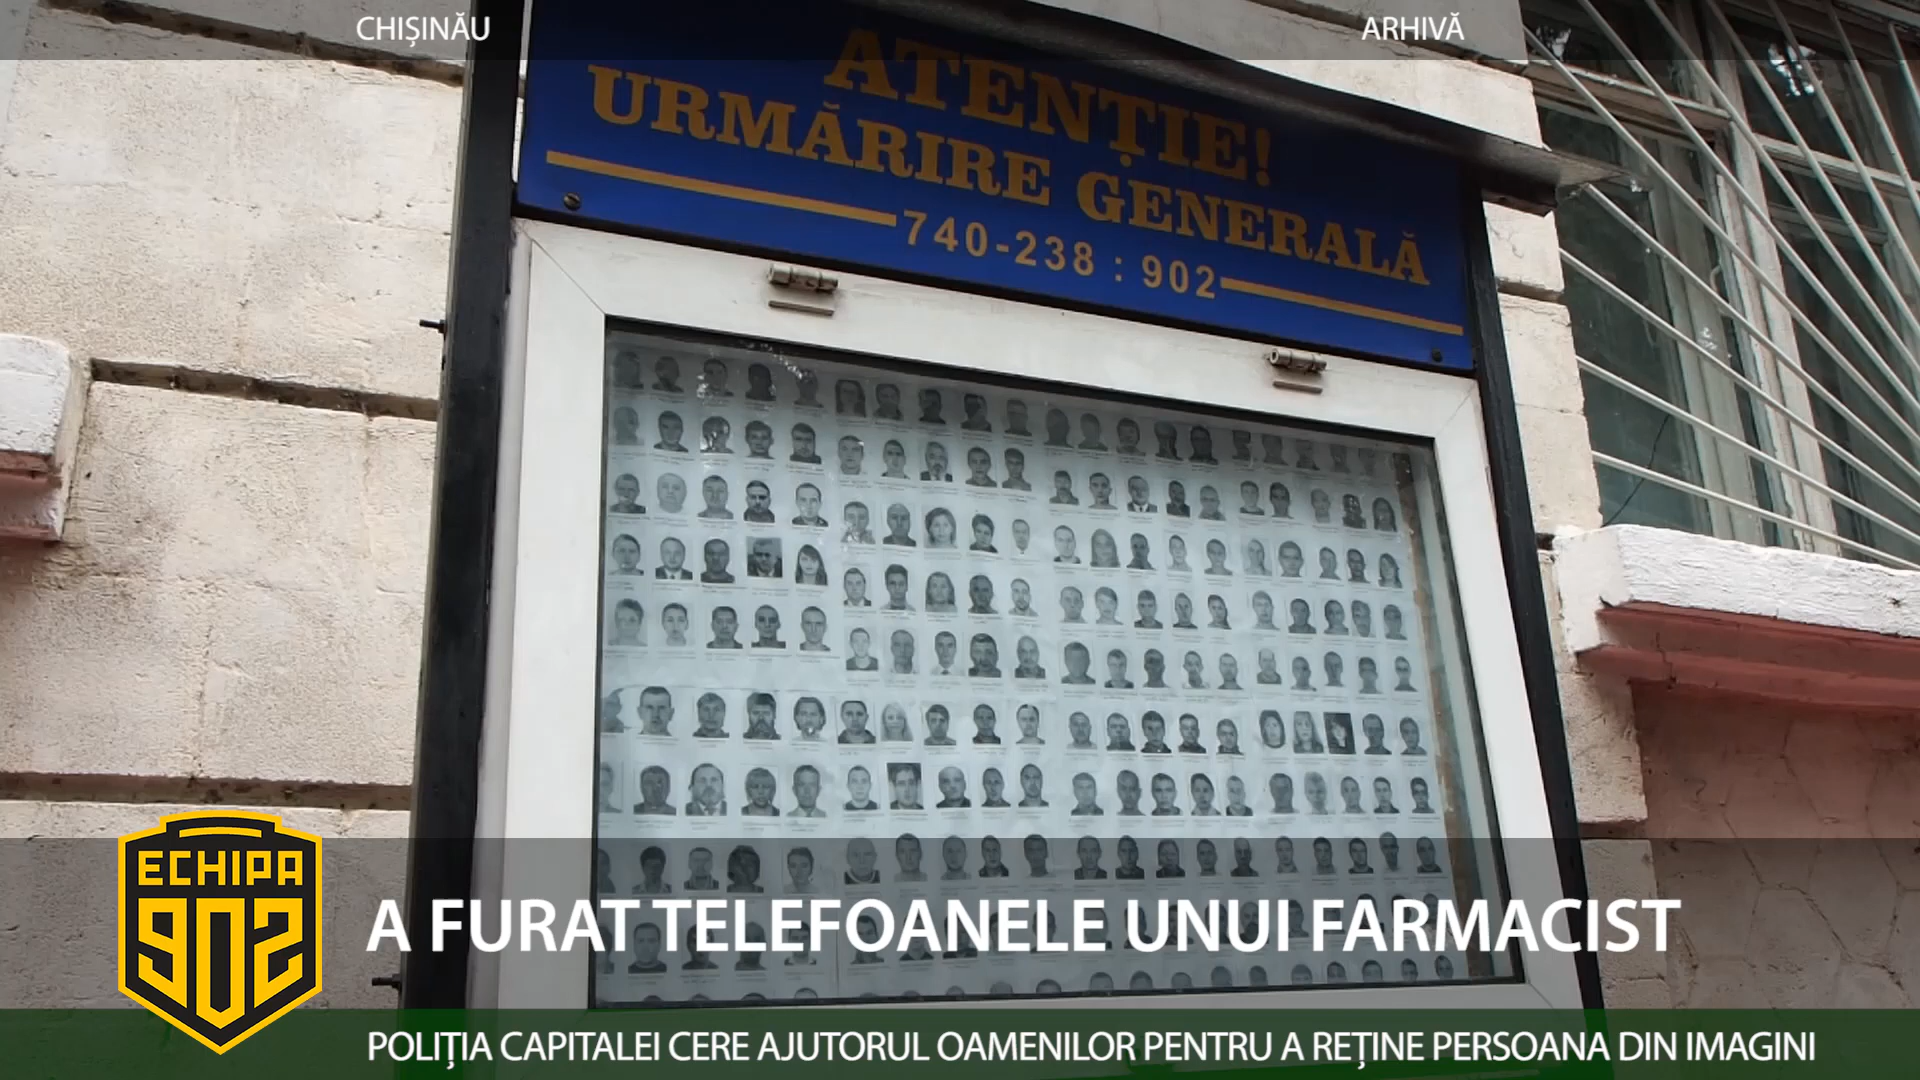 CHIȘINĂU
ARHIVĂ
ATENȚIE!
URMĂRIRE GENERALĂ
740-238 : 902
ECHIPA
902
A FURAT TELEFOANELE UNUI FARMACIST
POLIȚIA CAPITALEI CERE AJUTORUL OAMENILOR PENTRU A REȚINE PERSOANA DIN IMAGINI